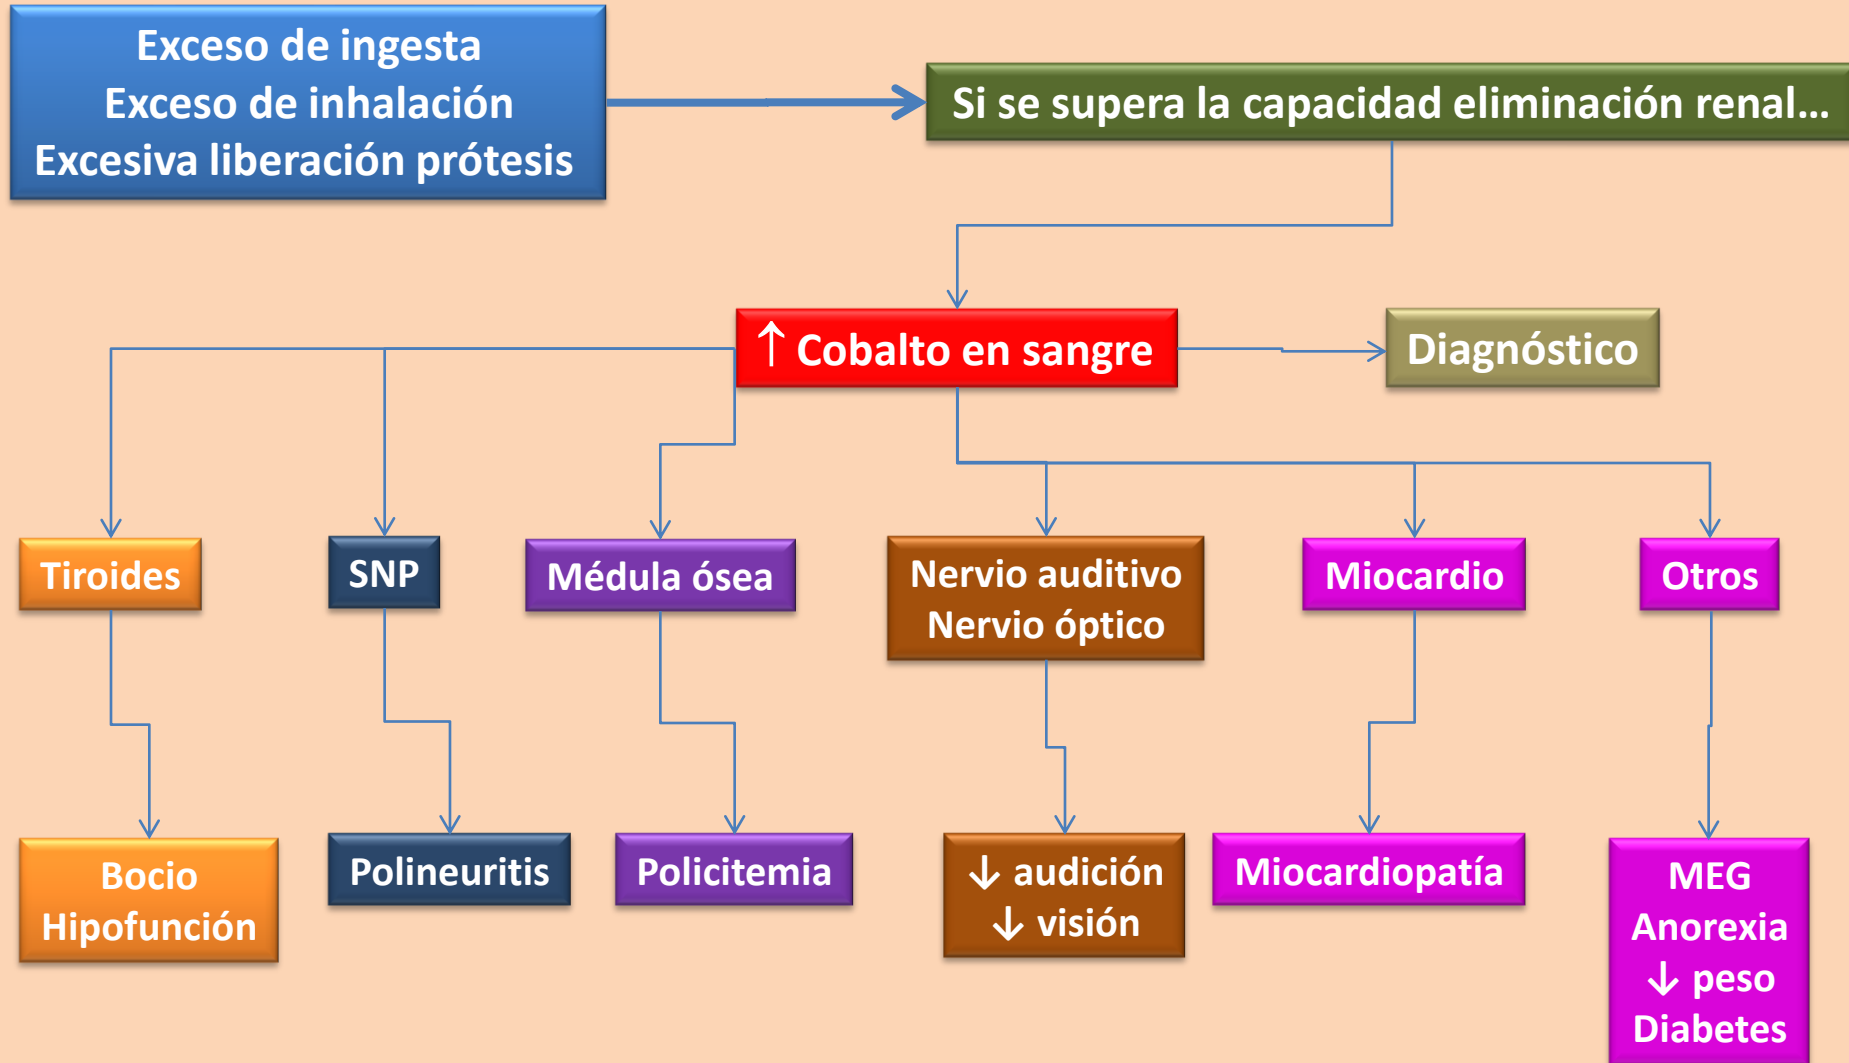 Exceso de ingesta
Exceso de inhalación
Excesiva liberación prótesis
Si se supera la capacidad eliminación renal...
↑ Cobalto en sangre
Diagnóstico
Tiroides
SNP
Médula ósea
Nervio auditivo
Nervio óptico
Miocardio
Otros
Bocio
Hipofunción
Polineuritis
Policitemia
↓ audición
↓ visión
Miocardiopatía
MEG
Anorexia
↓ peso
Diabetes